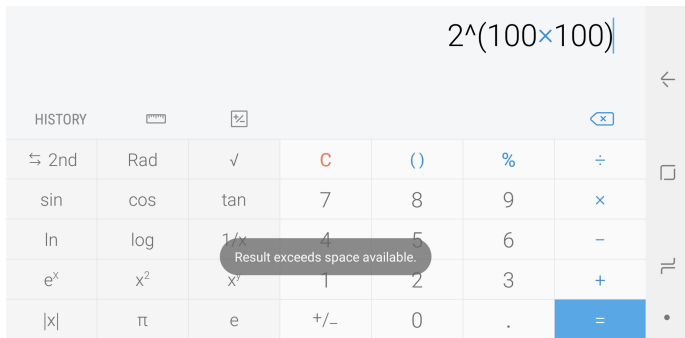 2^(100×100)
HISTORY
⇆ 2nd Rad √ C () % ÷
sin cos tan 7 8 9 ×
ln log 1/x 4 5 6 −
Result exceeds space available.
eˣ x² xʸ 1 2 3 +
|x| π e +/− 0 . =